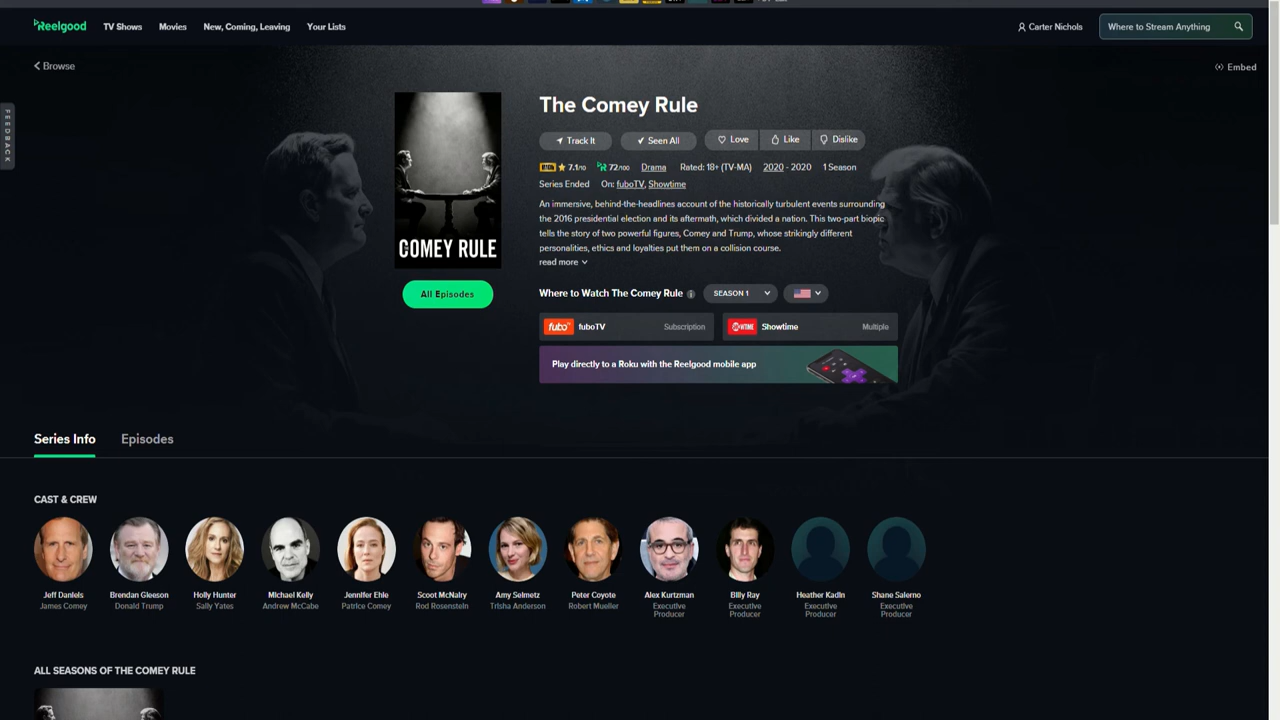 Reelgood
TV Shows
Movies
New, Coming, Leaving
Your Lists
Carter Nichols
Where to Stream Anything
Browse
Embed
FEEDBACK
COMEY RULE
All Episodes
The Comey Rule
Track It
Seen All
Love
Like
Dislike
IMDb 7.1/10 72/100 Drama Rated: 18+ (TV-MA) 2020 - 2020 1 Season
Series Ended On: fuboTV, Showtime
An immersive, behind-the-headlines account of the historically turbulent events surrounding
the 2016 presidential election and its aftermath, which divided a nation. This two-part biopic
tells the story of two powerful figures, Comey and Trump, whose strikingly different
personalities, ethics and loyalties put them on a collision course.
read more
Where to Watch The Comey Rule
SEASON 1
fubo fuboTV Subscription
SHOWTIME Showtime Multiple
Play directly to a Roku with the Reelgood mobile app
Series Info
Episodes
CAST & CREW
Jeff Daniels
James Comey
Brendan Gleeson
Donald Trump
Holly Hunter
Sally Yates
Michael Kelly
Andrew McCabe
Jennifer Ehle
Patrice Comey
Scoot McNairy
Rod Rosenstein
Amy Seimetz
Trisha Anderson
Peter Coyote
Robert Mueller
Alex Kurtzman
Executive
Producer
Billy Ray
Executive
Producer
Heather Kadin
Executive
Producer
Shane Salerno
Executive
Producer
ALL SEASONS OF THE COMEY RULE